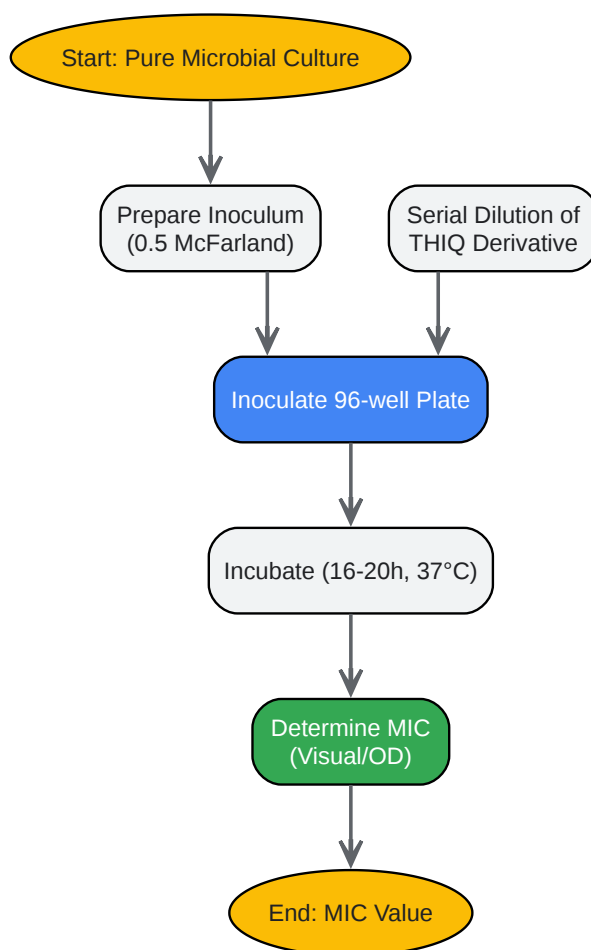 Start: Pure Microbial Culture
Prepare Inoculum
(0.5 McFarland)
Serial Dilution of
THIQ Derivative
Inoculate 96-well Plate
Incubate (16-20h, 37°C)
Determine MIC
(Visual/OD)
End: MIC Value